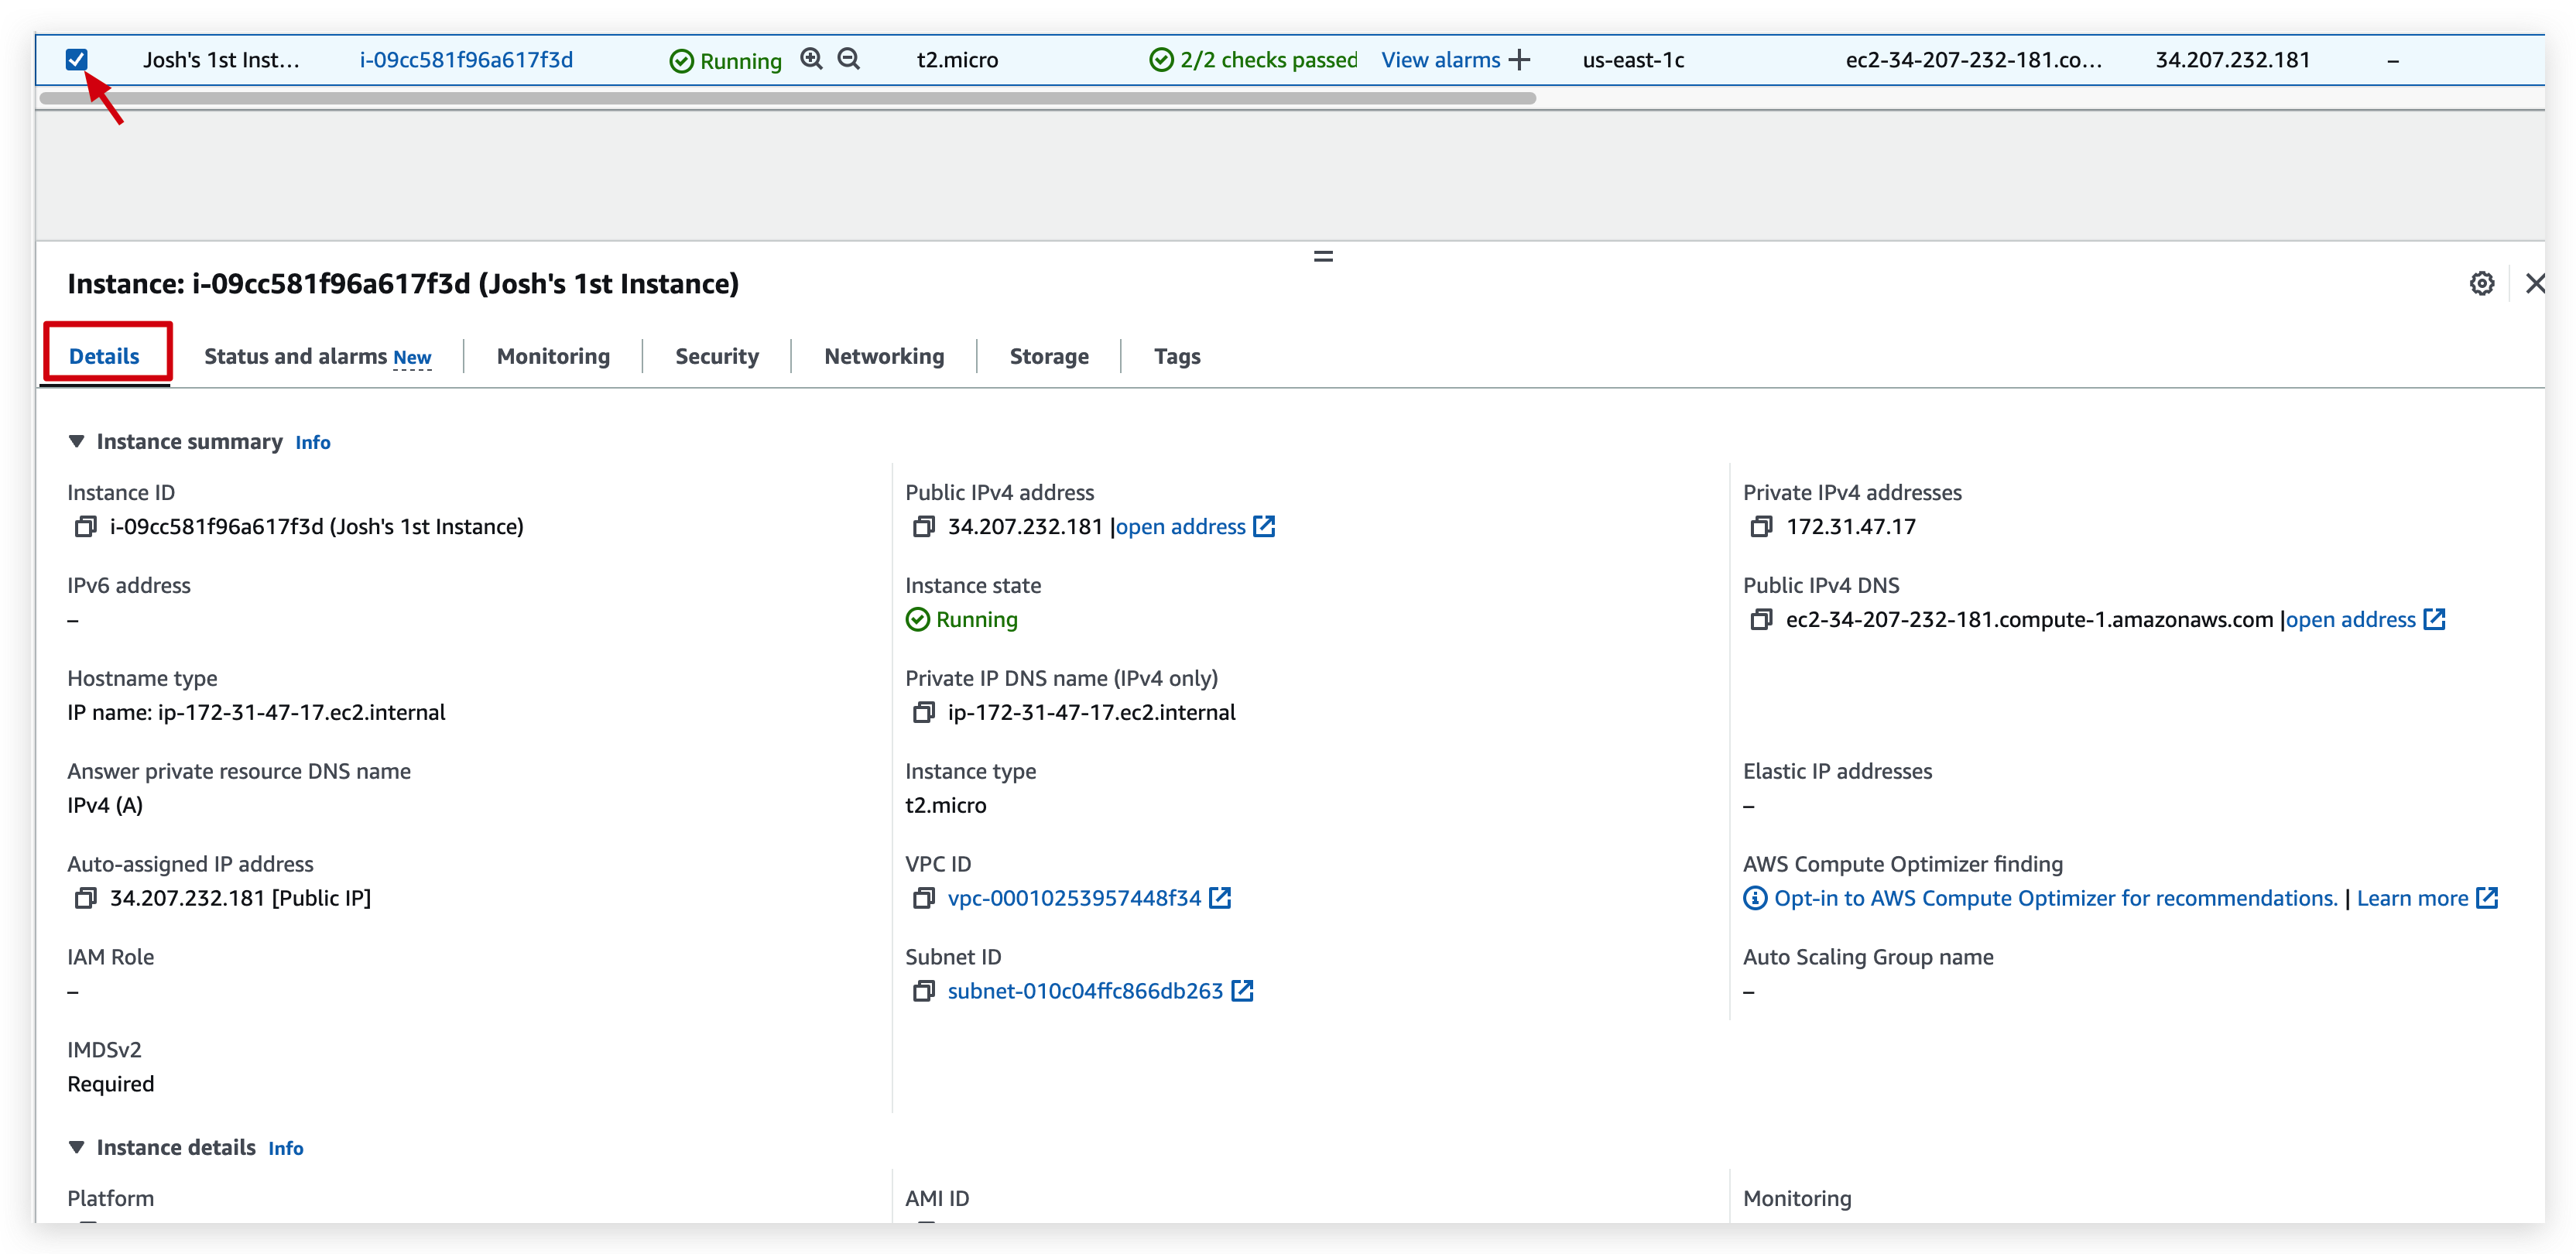 Josh's 1st Inst... i-09cc581f96a617f3d Running t2.micro 2/2 checks passed View alarms us-east-1c ec2-34-207-232-181.co... 34.207.232.181 –
Instance: i-09cc581f96a617f3d (Josh's 1st Instance)
Details Status and alarms New Monitoring Security Networking Storage Tags
Instance summary Info
Instance ID Public IPv4 address Private IPv4 addresses
i-09cc581f96a617f3d (Josh's 1st Instance) 34.207.232.181 |open address 172.31.47.17
IPv6 address Instance state Public IPv4 DNS
– Running ec2-34-207-232-181.compute-1.amazonaws.com |open address
Hostname type Private IP DNS name (IPv4 only)
IP name: ip-172-31-47-17.ec2.internal ip-172-31-47-17.ec2.internal
Answer private resource DNS name Instance type Elastic IP addresses
IPv4 (A) t2.micro –
Auto-assigned IP address VPC ID AWS Compute Optimizer finding
34.207.232.181 [Public IP] vpc-00010253957448f34 Opt-in to AWS Compute Optimizer for recommendations. | Learn more
IAM Role Subnet ID Auto Scaling Group name
– subnet-010c04ffc866db263 –
IMDSv2
Required
Instance details Info
Platform AMI ID Monitoring